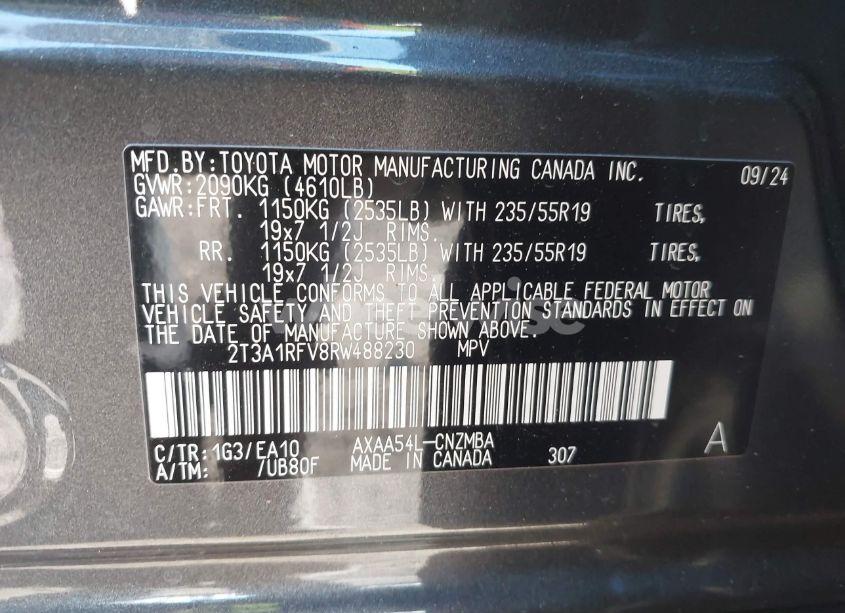 MFD.BY:TOYOTA MOTOR MANUFACTURING CANADA INC. 09/24
GVWR:2090KG (4610LB)
GAWR:FRT. 1150KG (2535LB) WITH 235/55R19 TIRES,
19x7 1/2J RIMS.
RR. 1150KG (2535LB) WITH 235/55R19 TIRES,
19x7 1/2J RIMS.
THIS VEHICLE CONFORMS TO ALL APPLICABLE FEDERAL MOTOR
VEHICLE SAFETY AND THEFT PREVENTION STANDARDS IN EFFECT ON
THE DATE OF MANUFACTURE SHOWN ABOVE.
2T3A1RFV8RW488230 MPV
C/TR:1G3/EA10 AXAA54L-CNZMBA A
A/TM: /UB80F MADE IN CANADA 307